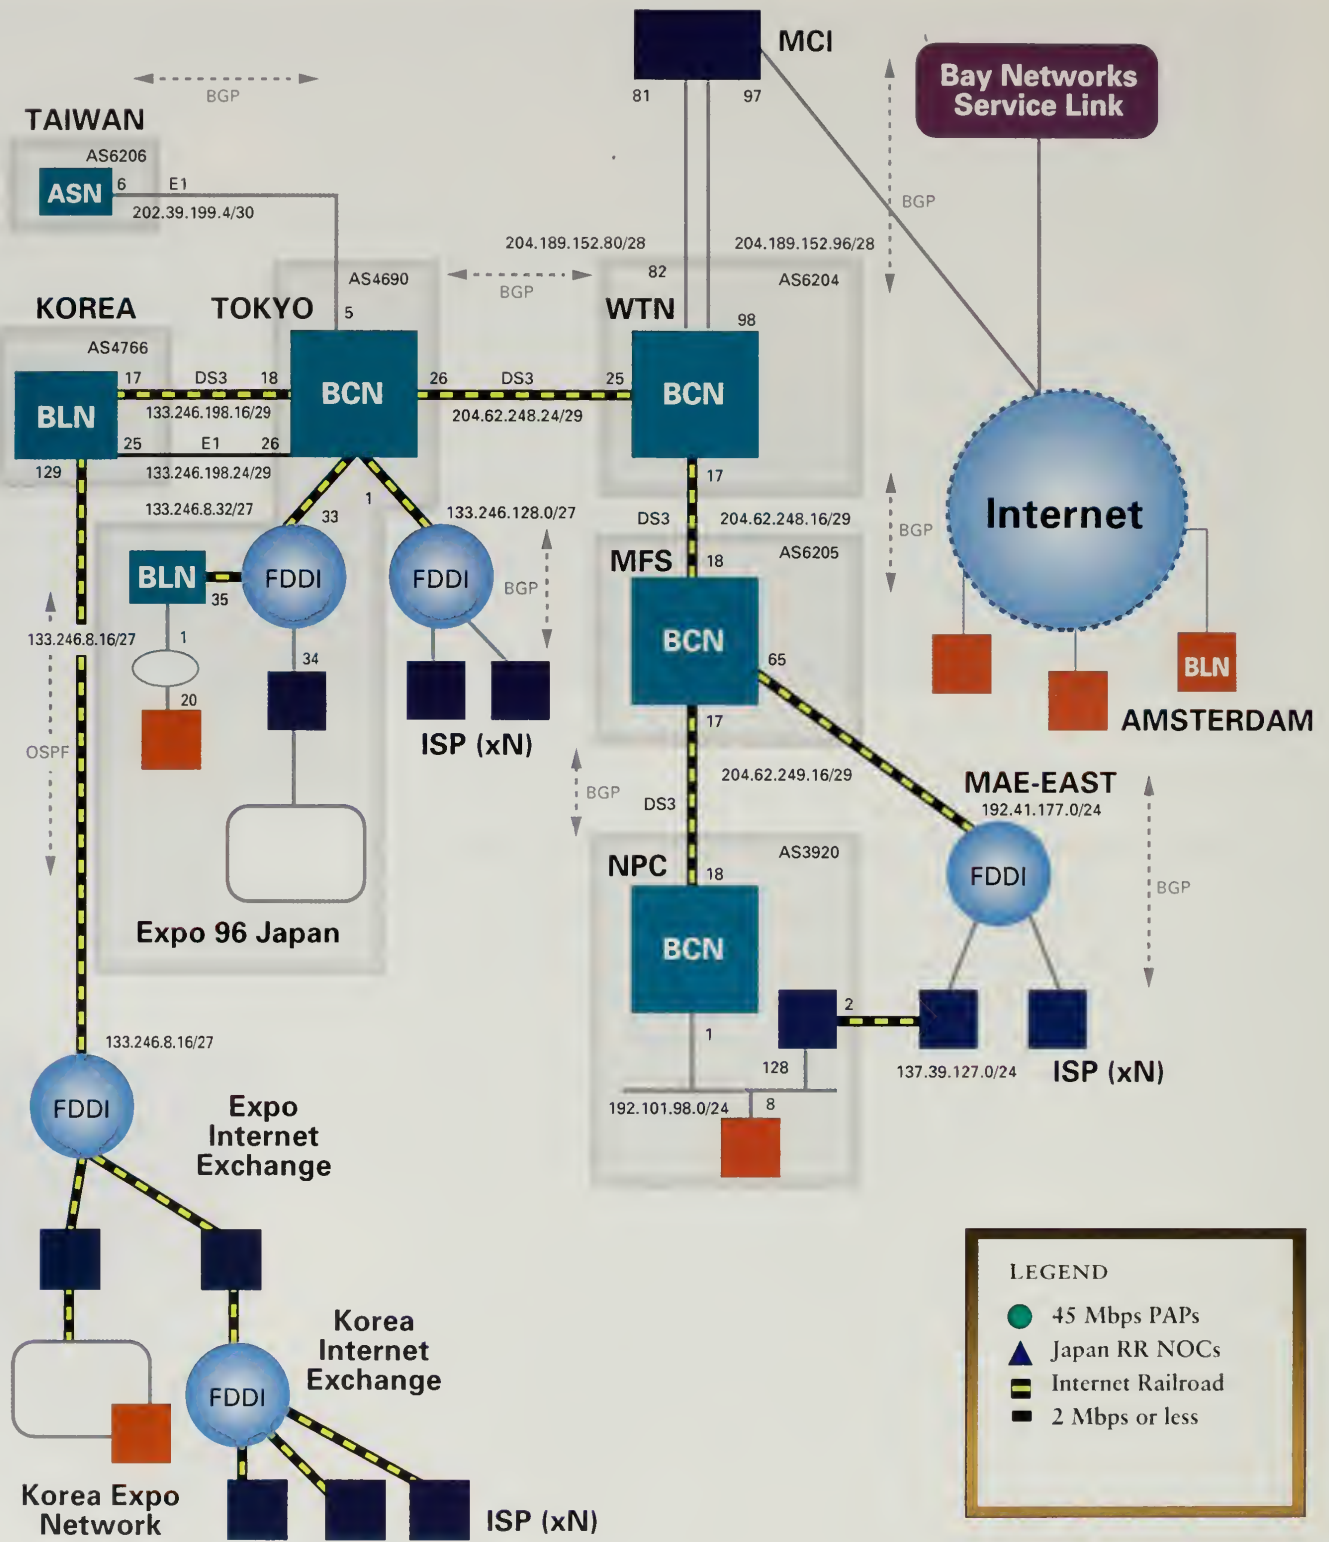 MCI
81
97
Bay Networks
Service Link
BGP
TAIWAN
AS6206
ASN
6
E1
202.39.199.4/30
BGP
204.189.152.80/28
204.189.152.96/28
AS4690
BGP
82
AS6204
KOREA
TOKYO
5
WTN
98
AS4766
BLN
17
DS3
18
133.246.198.16/29
BCN
26
DS3
25
204.62.248.24/29
BCN
25
E1
26
133.246.198.24/29
129
17
133.246.8.32/27
33
1
133.246.128.0/27
DS3
204.62.248.16/29
BGP
Internet
AS6205
MFS
18
BLN
35
FDDI
FDDI
BGP
133.246.8.16/27
1
34
BCN
65
20
BLN
AMSTERDAM
ISP (xN)
17
OSPF
BGP
204.62.249.16/29
DS3
MAE-EAST
192.41.177.0/24
NPC
AS3920
18
FDDI
BGP
Expo 96 Japan
BCN
2
1
128
137.39.127.0/24
ISP (xN)
192.101.98.0/24
8
133.246.8.16/27
FDDI
Expo
Internet
Exchange
Korea
Internet
Exchange
FDDI
Korea Expo
Network
ISP (xN)
LEGEND
45 Mbps PAPs
Japan RR NOCs
Internet Railroad
2 Mbps or less